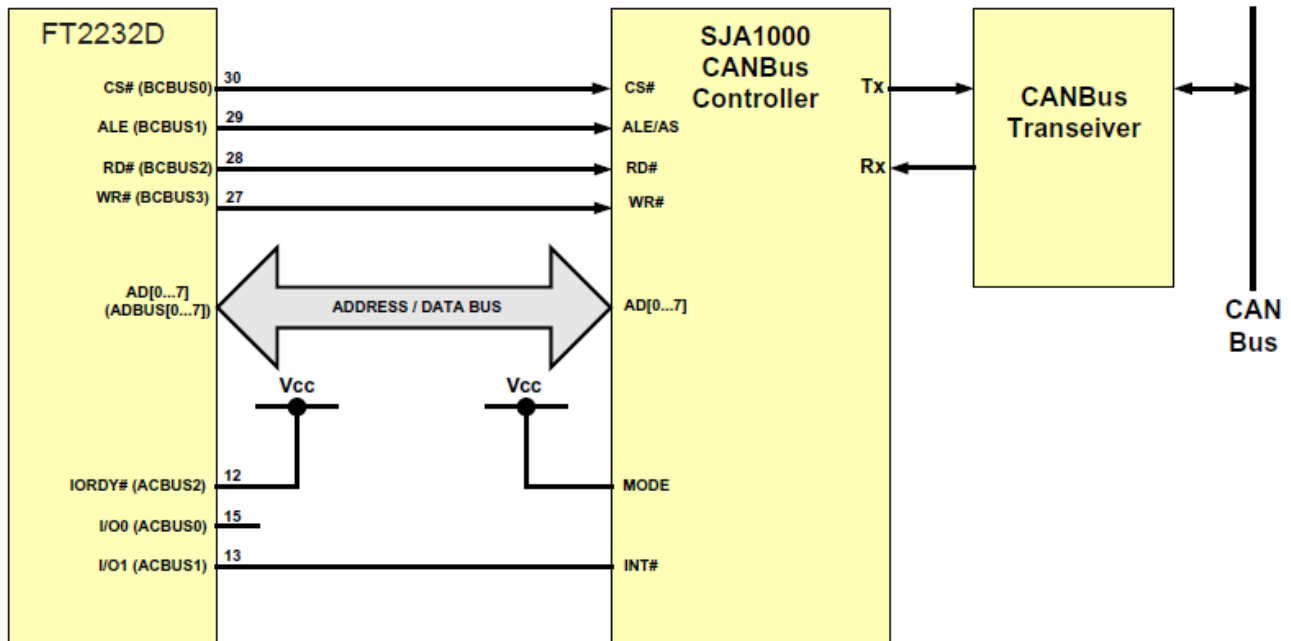 FT2232D
CS# (BCBUS0)
30
ALE (BCBUS1)
29
RD# (BCBUS2)
28
WR# (BCBUS3)
27
AD[0...7]
(ADBUS[0...7])
ADDRESS / DATA BUS
Vcc
Vcc
IORDY# (ACBUS2)
12
I/O0 (ACBUS0)
15
I/O1 (ACBUS1)
13
SJA1000
CANBus
Controller
CS#
ALE/AS
RD#
WR#
AD[0...7]
MODE
INT#
Tx
Rx
CANBus
Transeiver
CAN
Bus